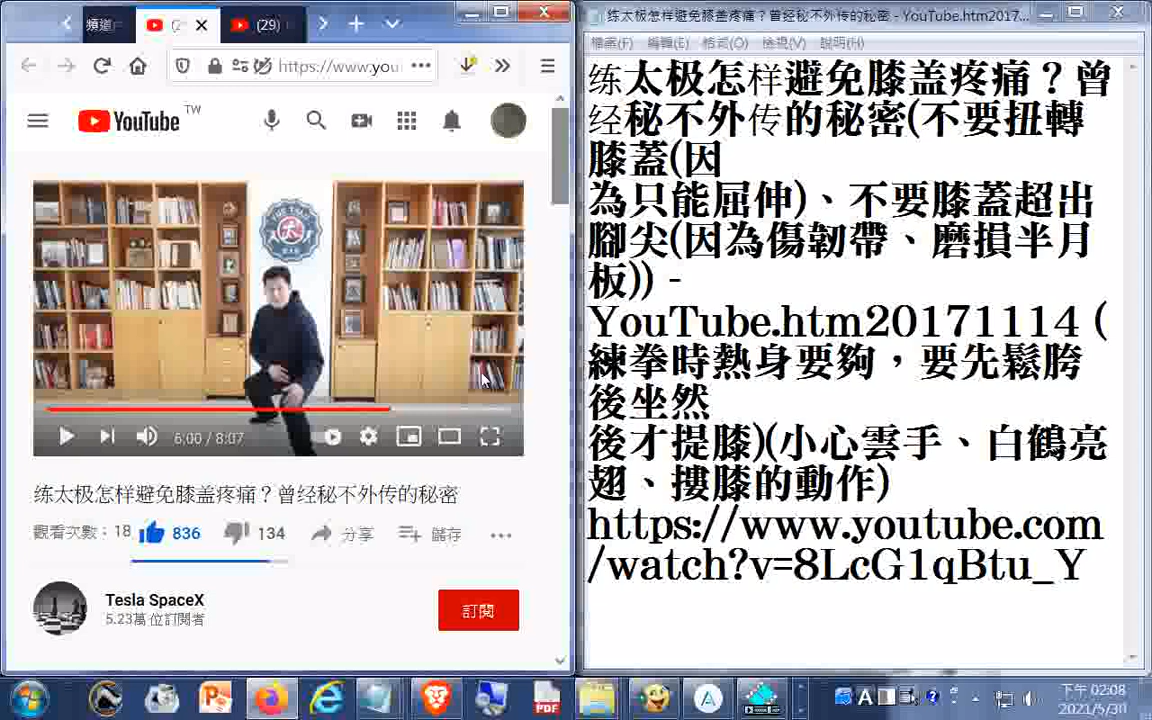 頻道
(29)
https://www.you
YouTube TW
6:00 / 8:07
练太极怎样避免膝盖疼痛？曾经秘不外传的秘密
觀看次數：18
836
134
分享
儲存
Tesla SpaceX
5.23萬 位訂閱者
訂閱
练太极怎样避免膝盖疼痛？曾经秘不外传的秘密 - YouTube.htm2017...
檔案(F) 編輯(E) 格式(O) 檢視(V) 說明(H)
练太极怎样避免膝盖疼痛？曾
经秘不外传的秘密(不要扭轉
膝蓋(因
為只能屈伸)、不要膝蓋超出
腳尖(因為傷韌帶、磨損半月
板)) -
YouTube.htm20171114 (
練拳時熱身要夠，要先鬆胯
後坐然
後才提膝)(小心雲手、白鶴亮
翅、摟膝的動作)
https://www.youtube.com
/watch?v=8LcG1qBtu_Y
PDF
A
下午 02:08
2021/5/30